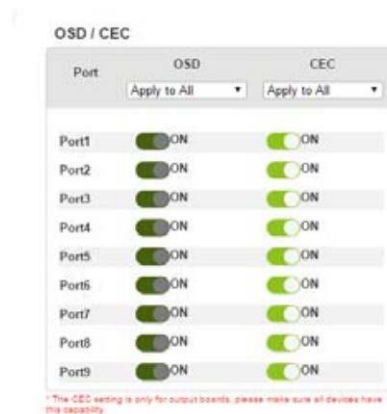 OSD / CEC
Port OSD CEC
Apply to All Apply to All
Port1 ON ON
Port2 ON ON
Port3 ON ON
Port4 ON ON
Port5 ON ON
Port6 ON ON
Port7 ON ON
Port8 ON ON
Port9 ON ON
* The CEC setting is only for output boards, please make sure all devices have
this capability